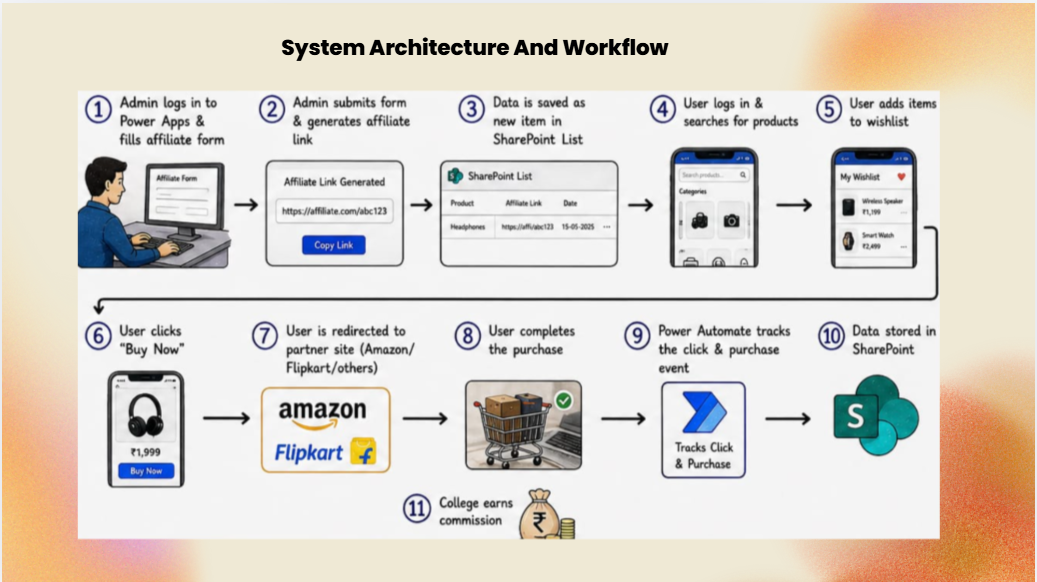 System Architecture And Workflow
1
Admin logs in to
Power Apps &
fills affiliate form
Affiliate Form
2
Admin submits form
& generates affiliate
link
Affiliate Link Generated
https://affiliate.com/abc123
Copy Link
3
Data is saved as
new item in
SharePoint List
SharePoint List
Product Affiliate Link Date
Headphones https://affi/abc123 15-05-2025 ...
4
User logs in &
searches for products
Search products...
Categories
5
User adds items
to wishlist
My Wishlist
Wireless Speaker
₹1,199
Smart Watch
₹2,499
6
User clicks
"Buy Now"
₹1,999
Buy Now
7
User is redirected to
partner site (Amazon/
Flipkart/others)
amazon
Flipkart
8
User completes
the purchase
9
Power Automate tracks
the click & purchase
event
Tracks Click
& Purchase
10
Data stored in
SharePoint
S
11
College earns
commission
₹